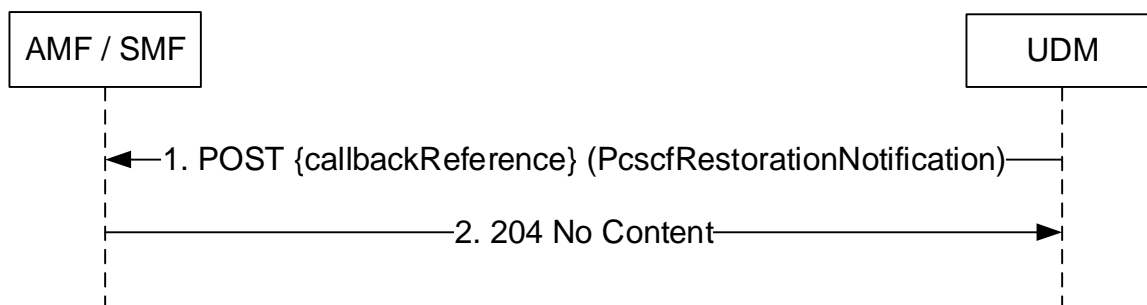 AMF / SMF
UDM
1. POST {callbackReference} (PcscfRestorationNotification)
2. 204 No Content